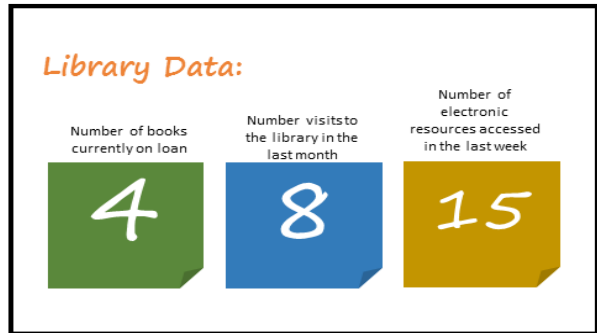 Library Data:
Number of books
currently on loan
4
Number visits to
the library in the
last month
8
Number of
electronic
resources accessed
in the last week
15